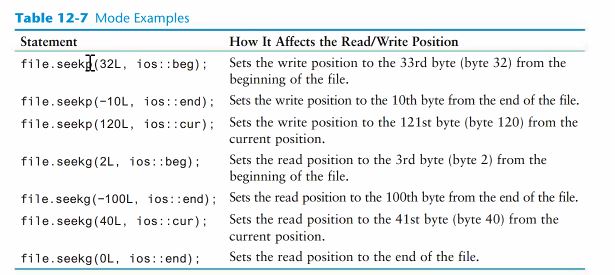 Table 12-7 Mode Examples
Statement How It Affects the Read/Write Position
file.seekp(32L, ios::beg); Sets the write position to the 33rd byte (byte 32) from the
beginning of the file.
file.seekp(-10L, ios::end); Sets the write position to the 10th byte from the end of the file.
file.seekp(120L, ios::cur); Sets the write position to the 121st byte (byte 120) from the
current position.
file.seekg(2L, ios::beg); Sets the read position to the 3rd byte (byte 2) from the
beginning of the file.
file.seekg(-100L, ios::end); Sets the read position to the 100th byte from the end of the file.
file.seekg(40L, ios::cur); Sets the read position to the 41st byte (byte 40) from the
current position.
file.seekg(0L, ios::end); Sets the read position to the end of the file.